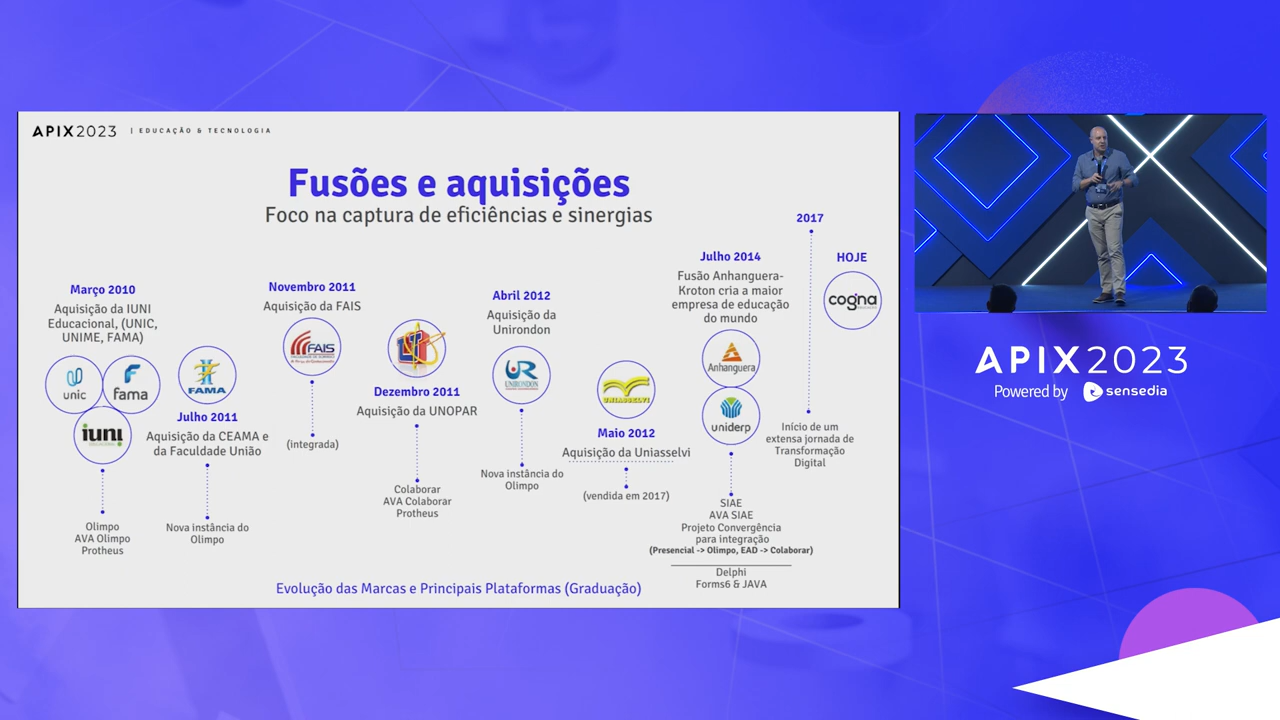 APIX2023 | EDUCAÇÃO & TECNOLOGIA
Fusões e aquisições
Foco na captura de eficiências e sinergias
Março 2010
Aquisição da IUNI
Educacional, (UNIC,
UNIME, FAMA)
unic
fama
iuni
Olimpo
AVA Olimpo
Protheus
FAMA
Julho 2011
Aquisição da CEAMA e
da Faculdade União
Nova instância do
Olimpo
Novembro 2011
Aquisição da FAIS
FAIS
(integrada)
Dezembro 2011
Aquisição da UNOPAR
Colaborar
AVA Colaborar
Protheus
Abril 2012
Aquisição da
Unirondon
UNIRONDON
Nova instância do
Olimpo
UNIASSELVI
Maio 2012
Aquisição da Uniasselvi
(vendida em 2017)
Julho 2014
Fusão Anhanguera-
Kroton cria a maior
empresa de educação
do mundo
Anhanguera
uniderp
SIAE
AVA SIAE
Projeto Convergência
para integração
(Presencial -> Olimpo, EAD -> Colaborar)
Delphi
Forms6 & JAVA
2017
Início de um
extensa jornada de
Transformação
Digital
HOJE
cogna
EDUCAÇÃO
Evolução das Marcas e Principais Plataformas (Graduação)
APIX2023
Powered by sensedia